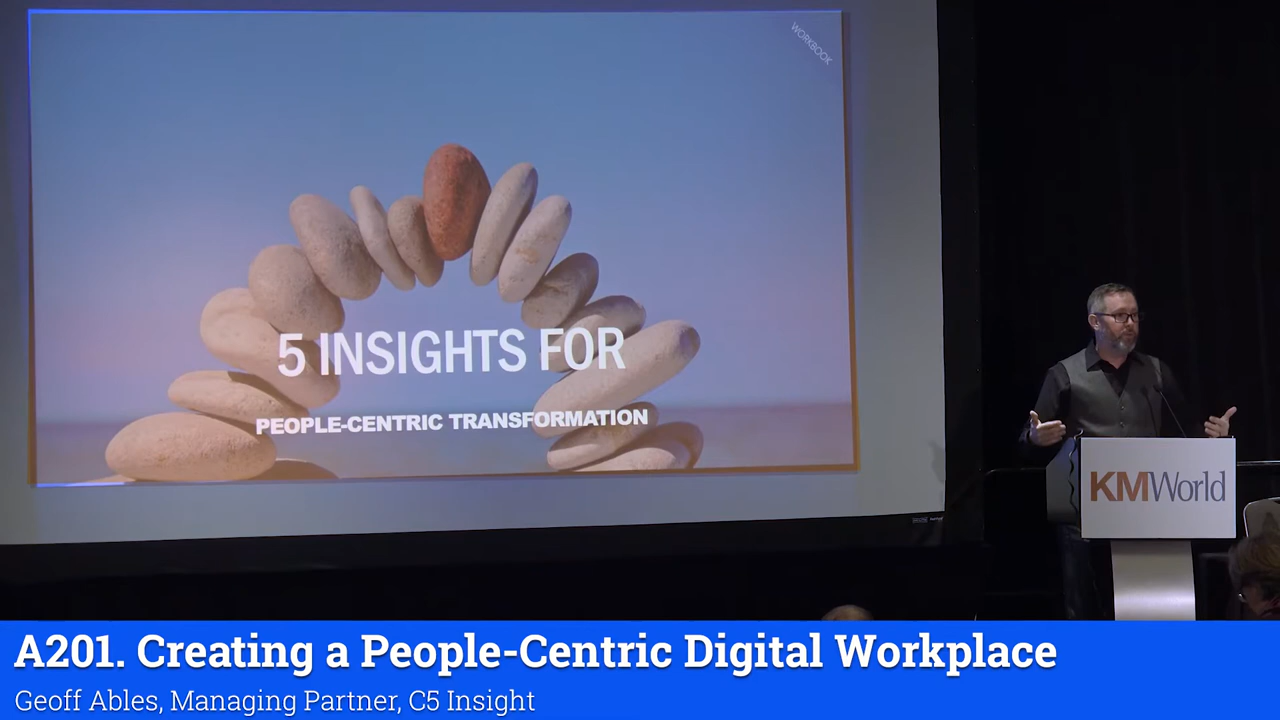 WORKBOOK
5 INSIGHTS FOR
PEOPLE-CENTRIC TRANSFORMATION
KMWorld
A201. Creating a People-Centric Digital Workplace
Geoff Ables, Managing Partner, C5 Insight